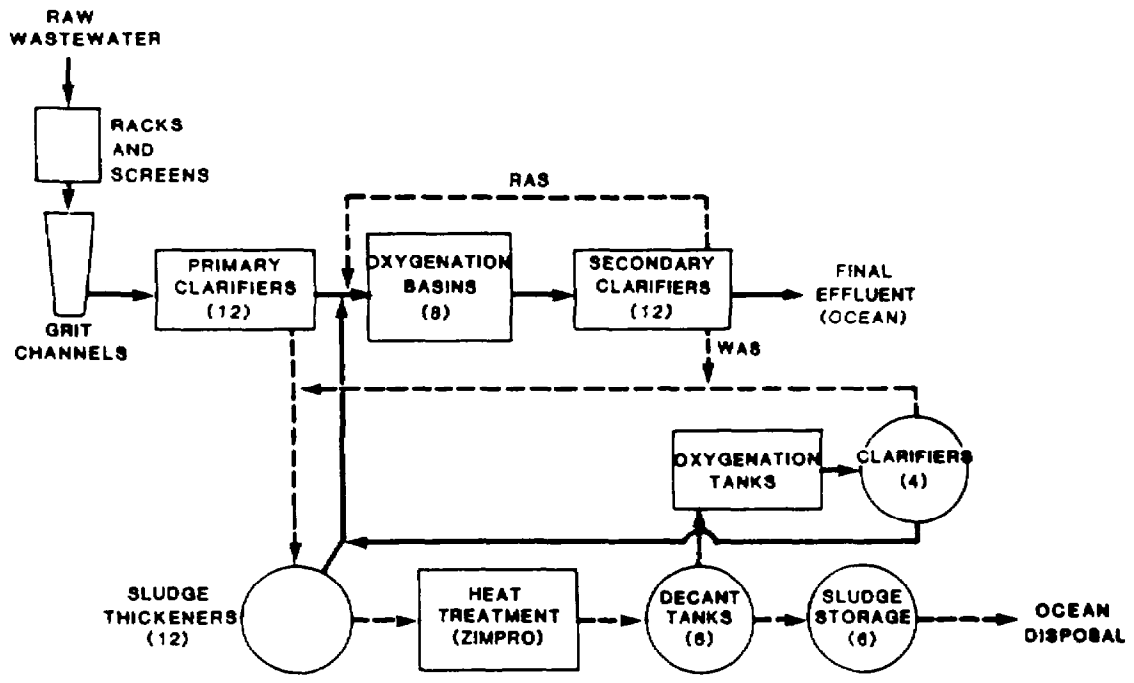 RAW
WASTEWATER
RACKS
AND
SCREENS
RAS
PRIMARY
CLARIFIERS
(12)
OXYGENATION
BASINS
(8)
SECONDARY
CLARIFIERS
(12)
FINAL
EFFLUENT
(OCEAN)
GRIT
CHANNELS
WAS
OXYGENATION
TANKS
CLARIFIERS
(4)
SLUDGE
THICKENERS
(12)
HEAT
TREATMENT
(ZIMPRO)
DECANT
TANKS
(6)
SLUDGE
STORAGE
(6)
OCEAN
DISPOSAL